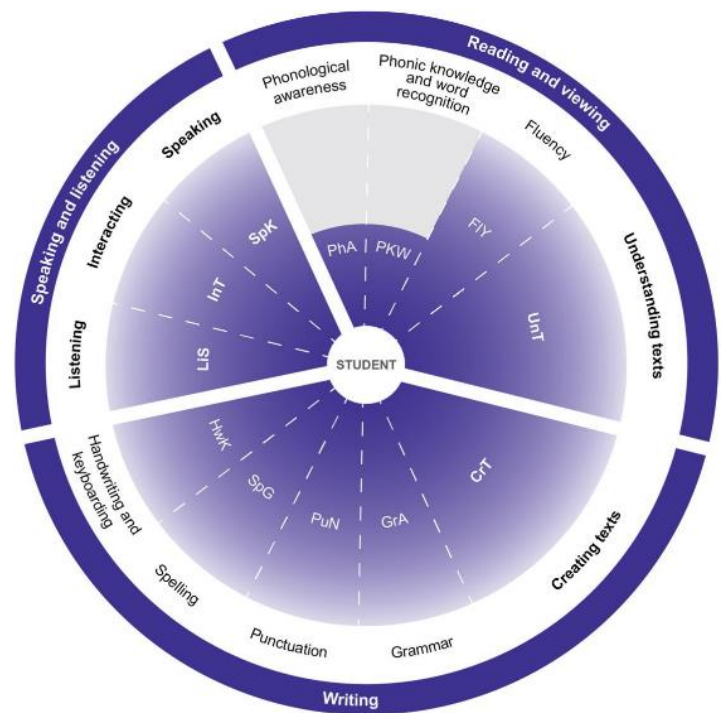 Reading and viewing
Phonological
awareness
Phonic knowledge
and word
recognition
Fluency
Understanding texts
Speaking and listening
Speaking
Interacting
Listening
SpK
InT
LiS
PhA
PKW
FlY
UnT
STUDENT
HwK
SpG
PuN
GrA
CrT
Handwriting and
keyboarding
Spelling
Punctuation
Grammar
Creating texts
Writing